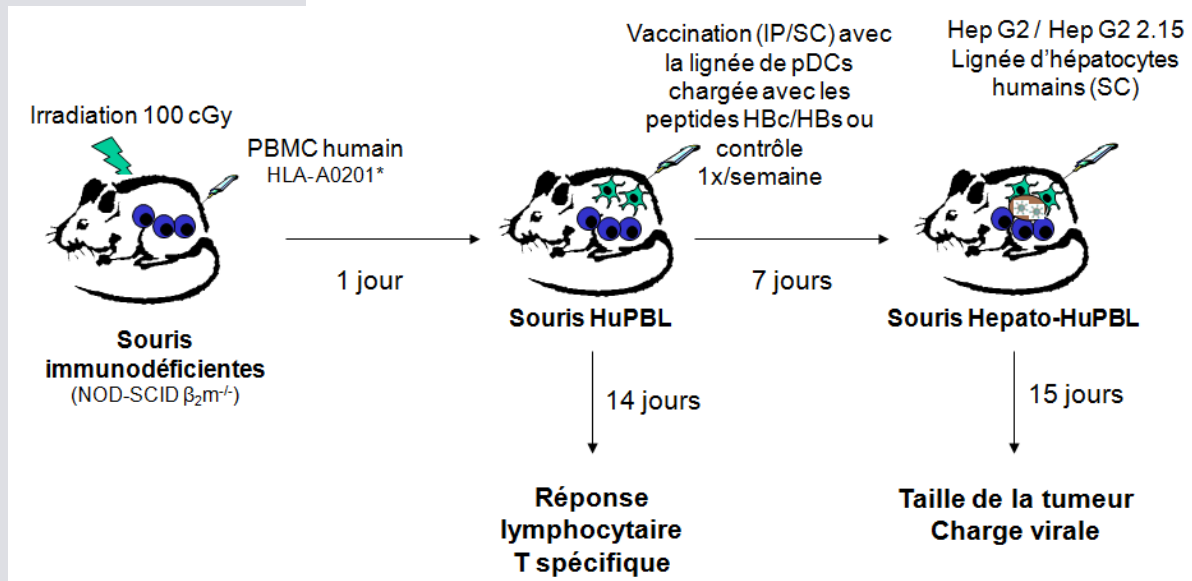 Irradiation 100 cGy
PBMC humain
HLA-A0201*
Vaccination (IP/SC) avec
la lignée de pDCs
chargée avec les
peptides HBc/HBs ou
contrôle
1x/semaine
Hep G2 / Hep G2 2.15
Lignée d'hépatocytes
humains (SC)
1 jour
7 jours
Souris
immunodéficientes
(NOD-SCID β₂m⁻/⁻)
Souris HuPBL
Souris Hepato-HuPBL
14 jours
15 jours
Réponse
lymphocytaire
T spécifique
Taille de la tumeur
Charge virale